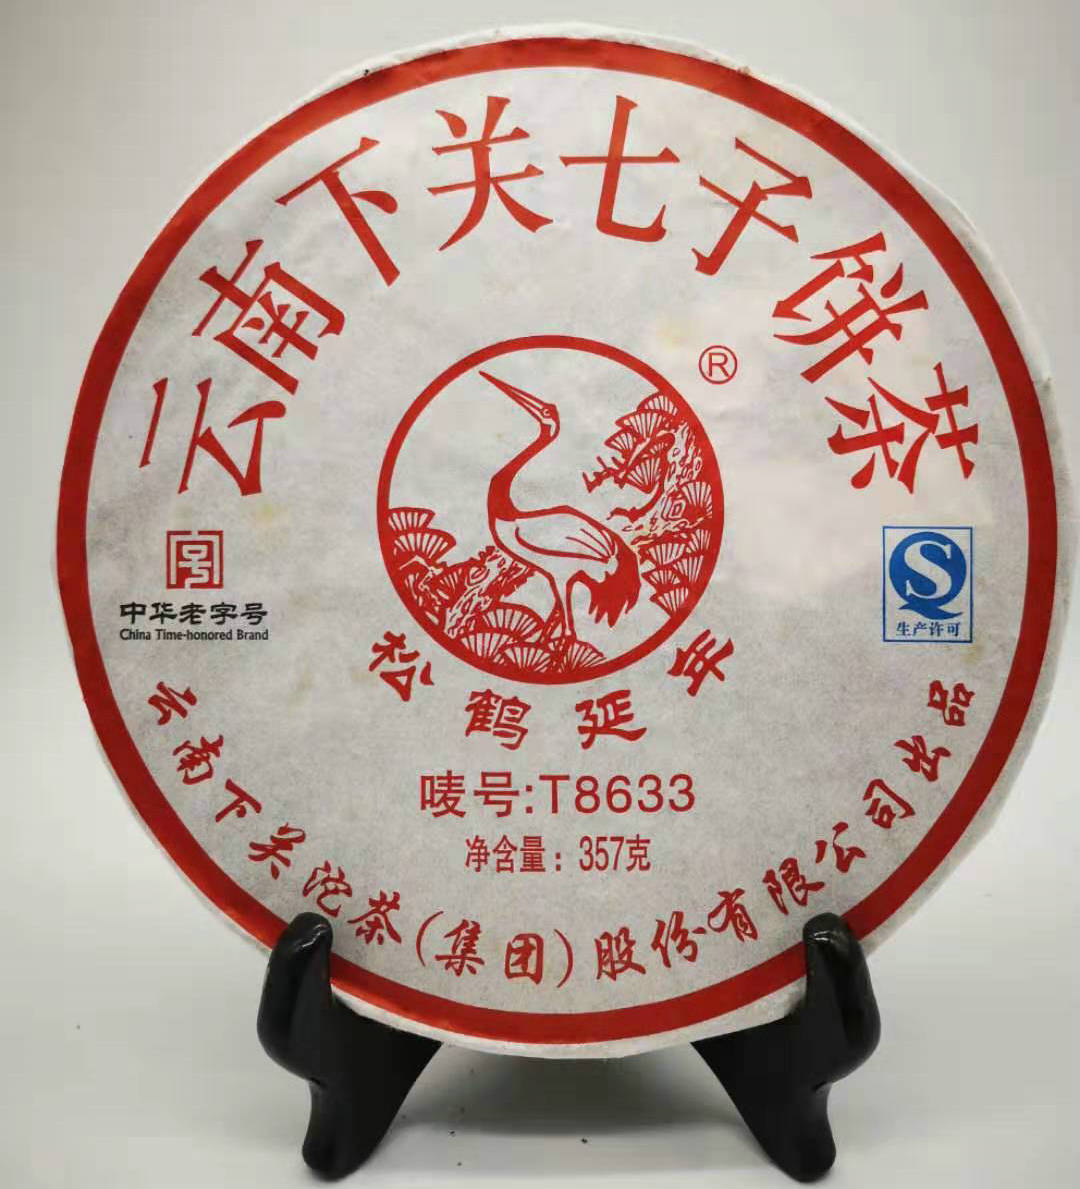 云南下关七子饼茶
®
中华老字号
China Time-honored Brand
生产许可
松鹤延年
唛号:T8633
净含量:357克
云南下关沱茶(集团)股份有限公司出品